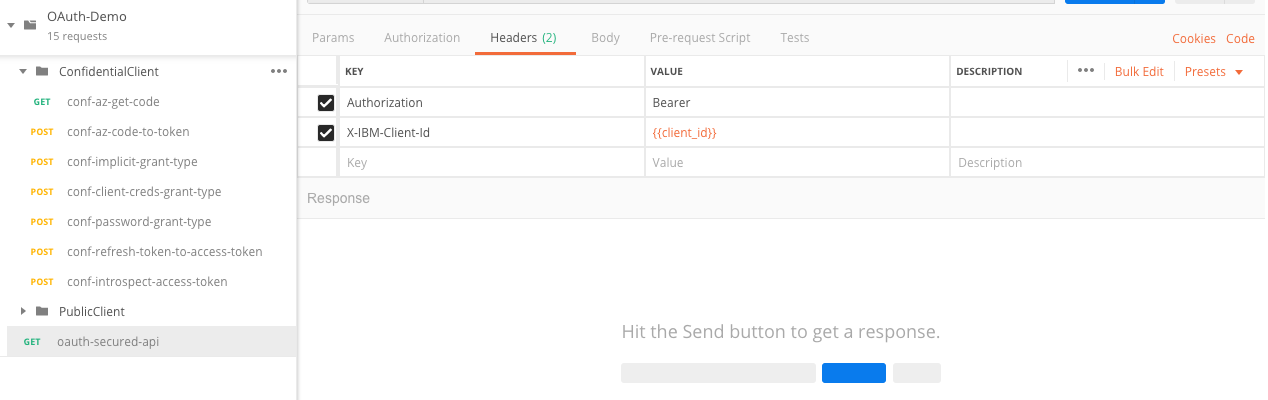 OAuth-Demo
15 requests
ConfidentialClient
GET conf-az-get-code
POST conf-az-code-to-token
POST conf-implicit-grant-type
POST conf-client-creds-grant-type
POST conf-password-grant-type
POST conf-refresh-token-to-access-token
POST conf-introspect-access-token
PublicClient
GET oauth-secured-api
Params Authorization Headers (2) Body Pre-request Script Tests Cookies Code
KEY VALUE DESCRIPTION Bulk Edit Presets
Authorization Bearer
X-IBM-Client-Id {{client_id}}
Key Value Description
Response
Hit the Send button to get a response.